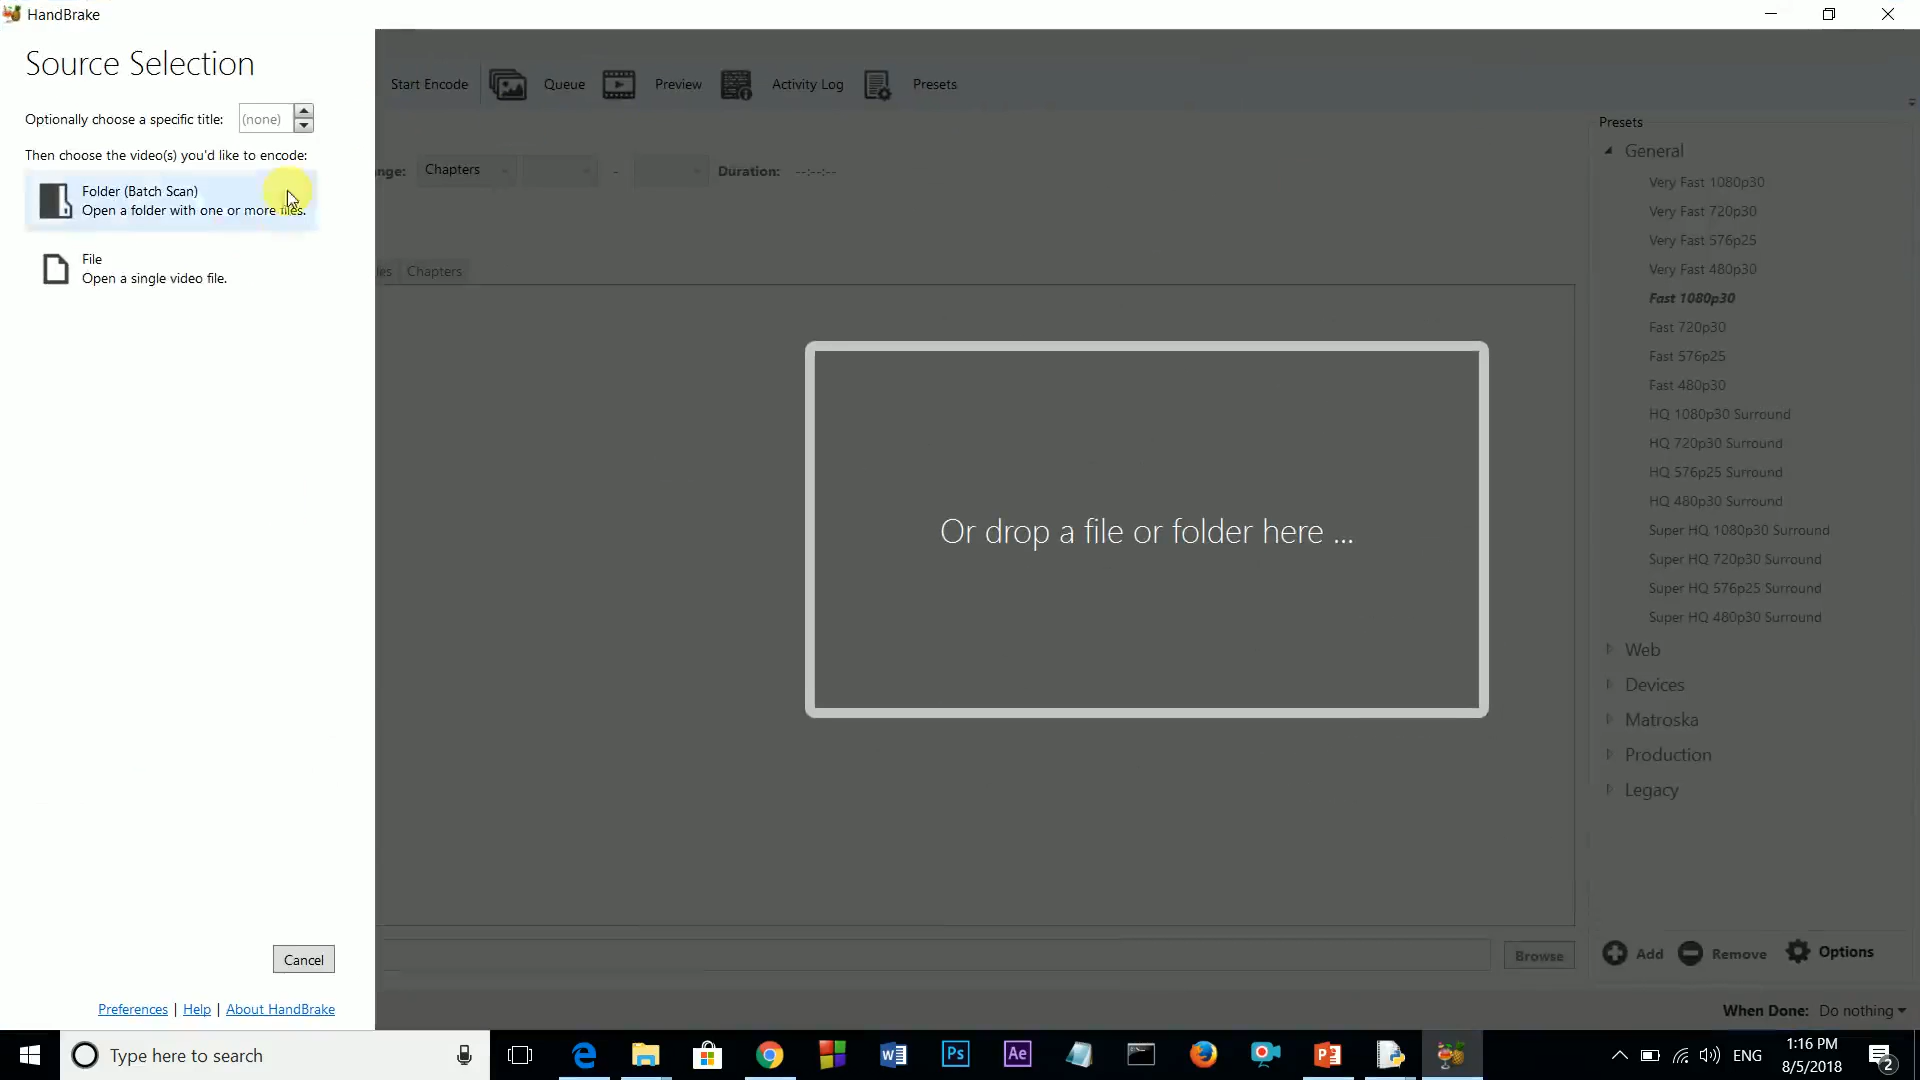 HandBrake
Source Selection
Optionally choose a specific title: (none)
Then choose the video(s) you'd like to encode:
Folder (Batch Scan)
Open a folder with one or more files.
File
Open a single video file.
Cancel
Preferences | Help | About HandBrake
Start Encode Queue Preview Activity Log Presets
nge: Chapters - Duration: --:--:--
les Chapters
Or drop a file or folder here ...
Browse
Presets
General
Very Fast 1080p30
Very Fast 720p30
Very Fast 576p25
Very Fast 480p30
Fast 1080p30
Fast 720p30
Fast 576p25
Fast 480p30
HQ 1080p30 Surround
HQ 720p30 Surround
HQ 576p25 Surround
HQ 480p30 Surround
Super HQ 1080p30 Surround
Super HQ 720p30 Surround
Super HQ 576p25 Surround
Super HQ 480p30 Surround
Web
Devices
Matroska
Production
Legacy
Add Remove Options
When Done: Do nothing
Type here to search
Ps
Ae
ENG
1:16 PM
8/5/2018
2